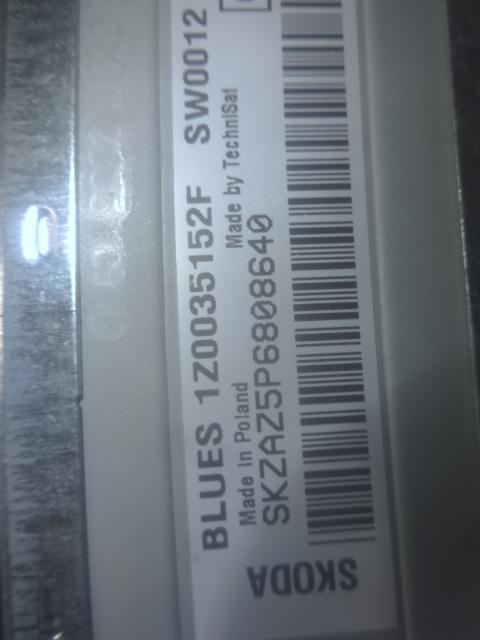 BLUES 1Z0035152F SW0012
Made in Poland Made by TechniSat
SKZAZ5P6808640
SKODA